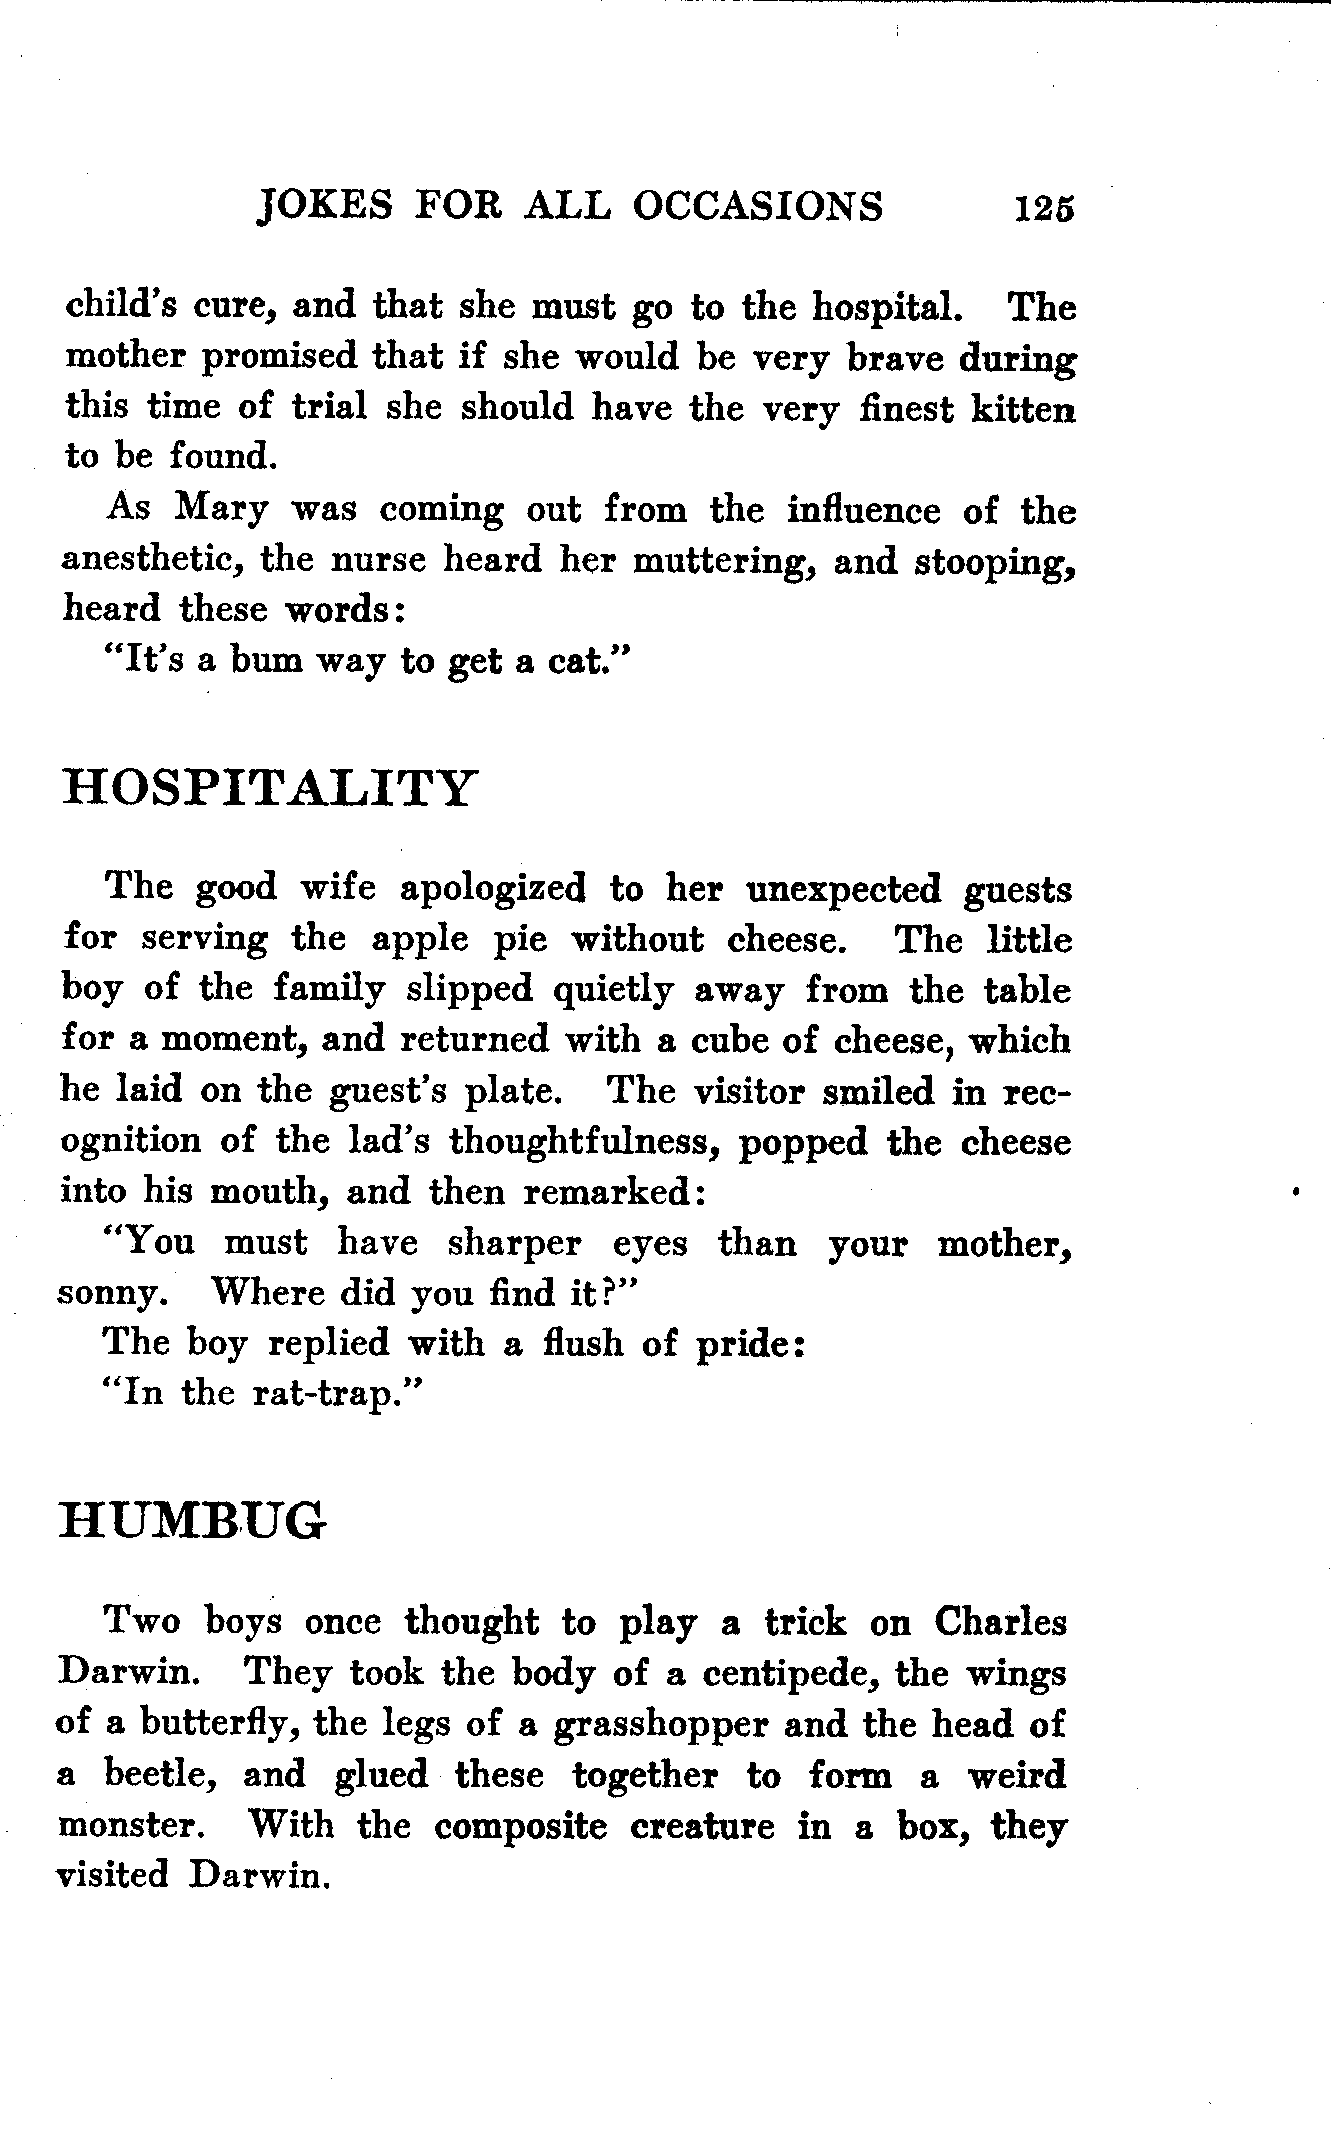 JOKES FOR ALL OCCASIONS 125
child's cure, and that she must go to the hospital. The
mother promised that if she would be very brave during
this time of trial she should have the very finest kitten
to be found.
As Mary was coming out from the influence of the
anesthetic, the nurse heard her muttering, and stooping,
heard these words:
"It's a bum way to get a cat."
HOSPITALITY
The good wife apologized to her unexpected guests
for serving the apple pie without cheese. The little
boy of the family slipped quietly away from the table
for a moment, and returned with a cube of cheese, which
he laid on the guest's plate. The visitor smiled in rec-
ognition of the lad's thoughtfulness, popped the cheese
into his mouth, and then remarked:
"You must have sharper eyes than your mother,
sonny. Where did you find it?"
The boy replied with a flush of pride:
"In the rat-trap."
HUMBUG
Two boys once thought to play a trick on Charles
Darwin. They took the body of a centipede, the wings
of a butterfly, the legs of a grasshopper and the head of
a beetle, and glued these together to form a weird
monster. With the composite creature in a box, they
visited Darwin.